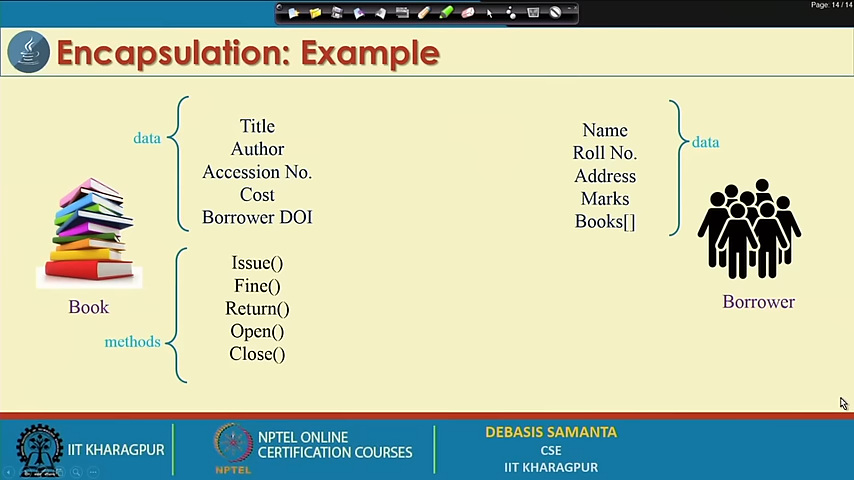 Page: 14 / 14
Encapsulation: Example
data
Title
Author
Accession No.
Cost
Borrower DOI
Book
methods
Issue()
Fine()
Return()
Open()
Close()
Name
Roll No.
Address
Marks
Books[]
data
Borrower
IIT KHARAGPUR
NPTEL
NPTEL ONLINE
CERTIFICATION COURSES
DEBASIS SAMANTA
CSE
IIT KHARAGPUR